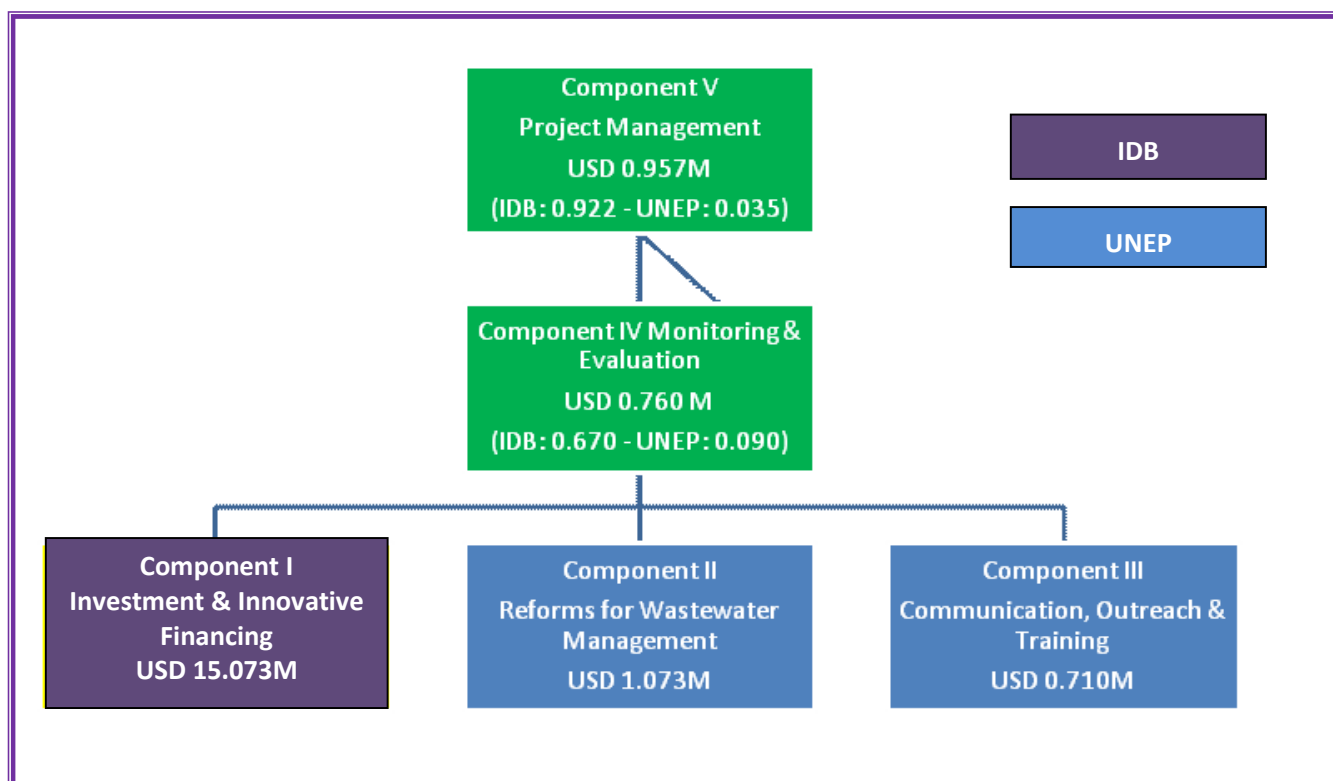 Component V
Project Management
USD 0.957M
(IDB: 0.922 - UNEP: 0.035)
IDB
UNEP
Component IV Monitoring &
Evaluation
USD 0.760 M
(IDB: 0.670 - UNEP: 0.090)
Component I
Investment & Innovative
Financing
USD 15.073M
Component II
Reforms for Wastewater
Management
USD 1.073M
Component III
Communication, Outreach &
Training
USD 0.710M